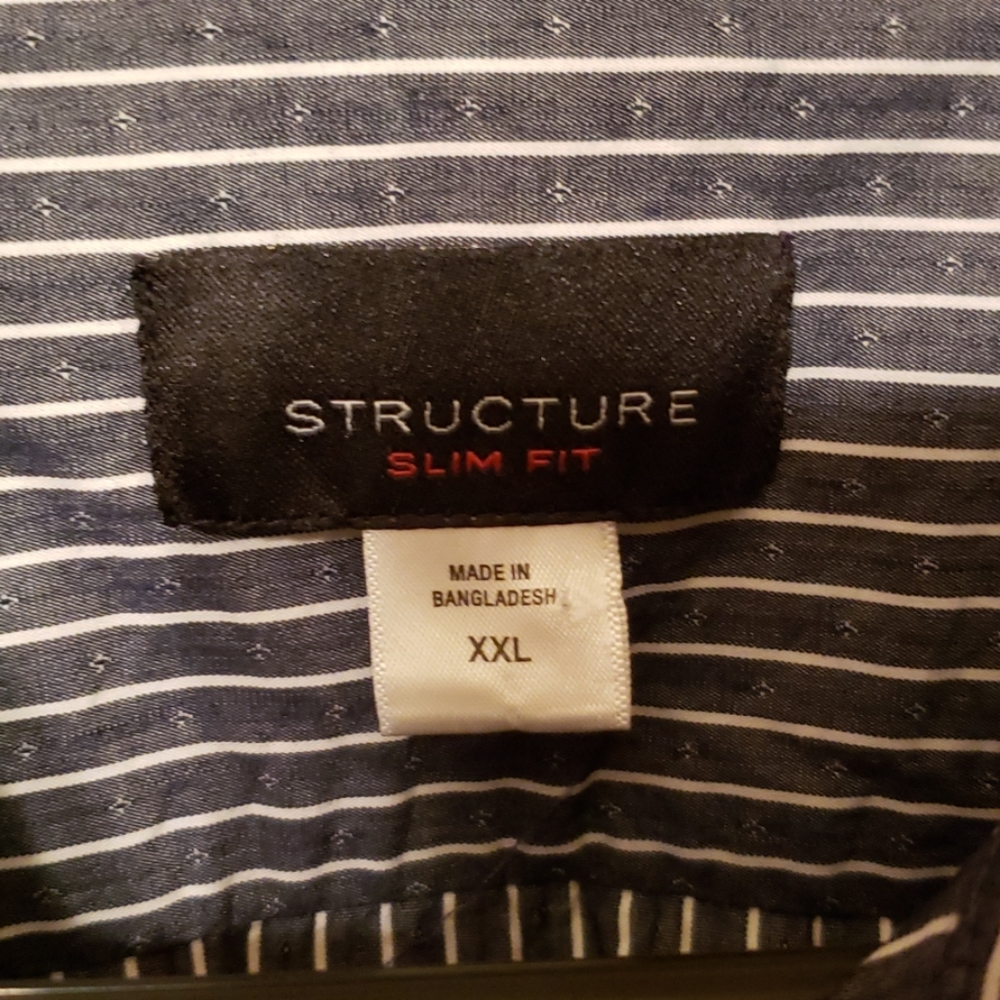 STRUCTURE
SLIM FIT
MADE IN
BANGLADESH
XXL